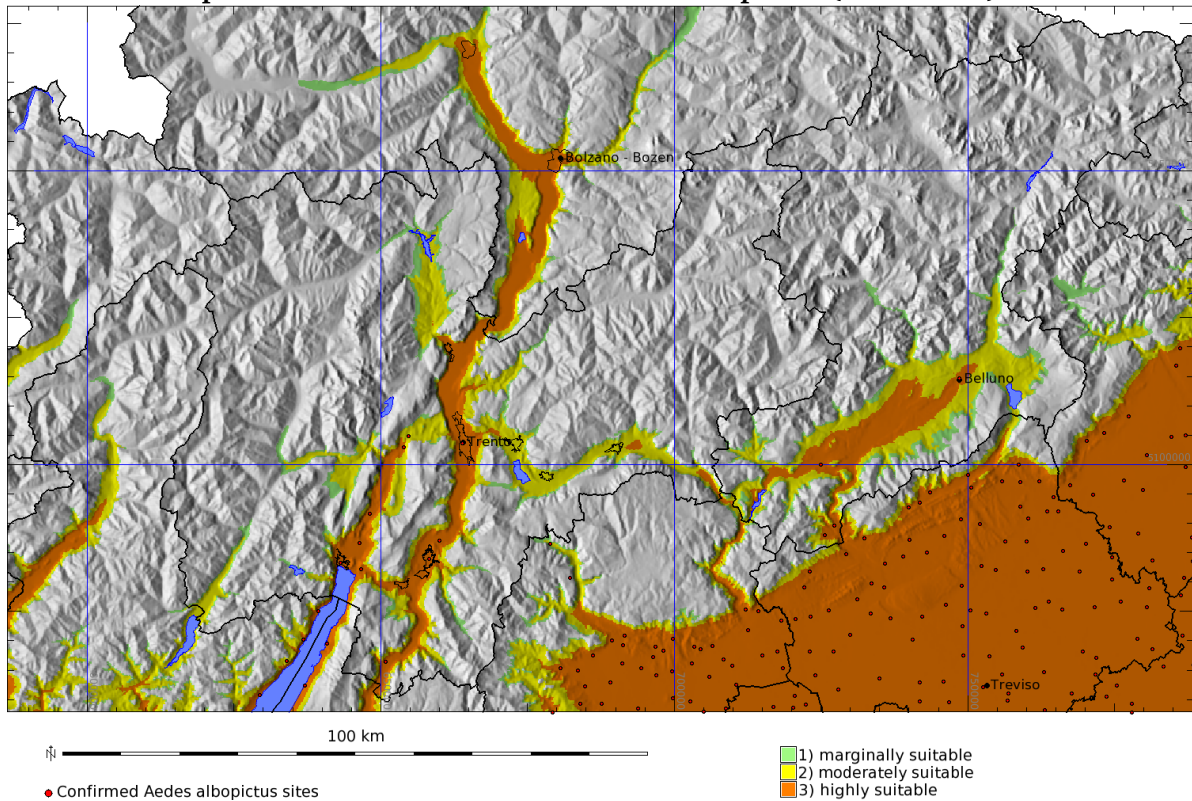 Bolzano - Bozen
Belluno
Trento
5100000
750000
Treviso
100 km
N
Confirmed Aedes albopictus sites
1) marginally suitable
2) moderately suitable
3) highly suitable